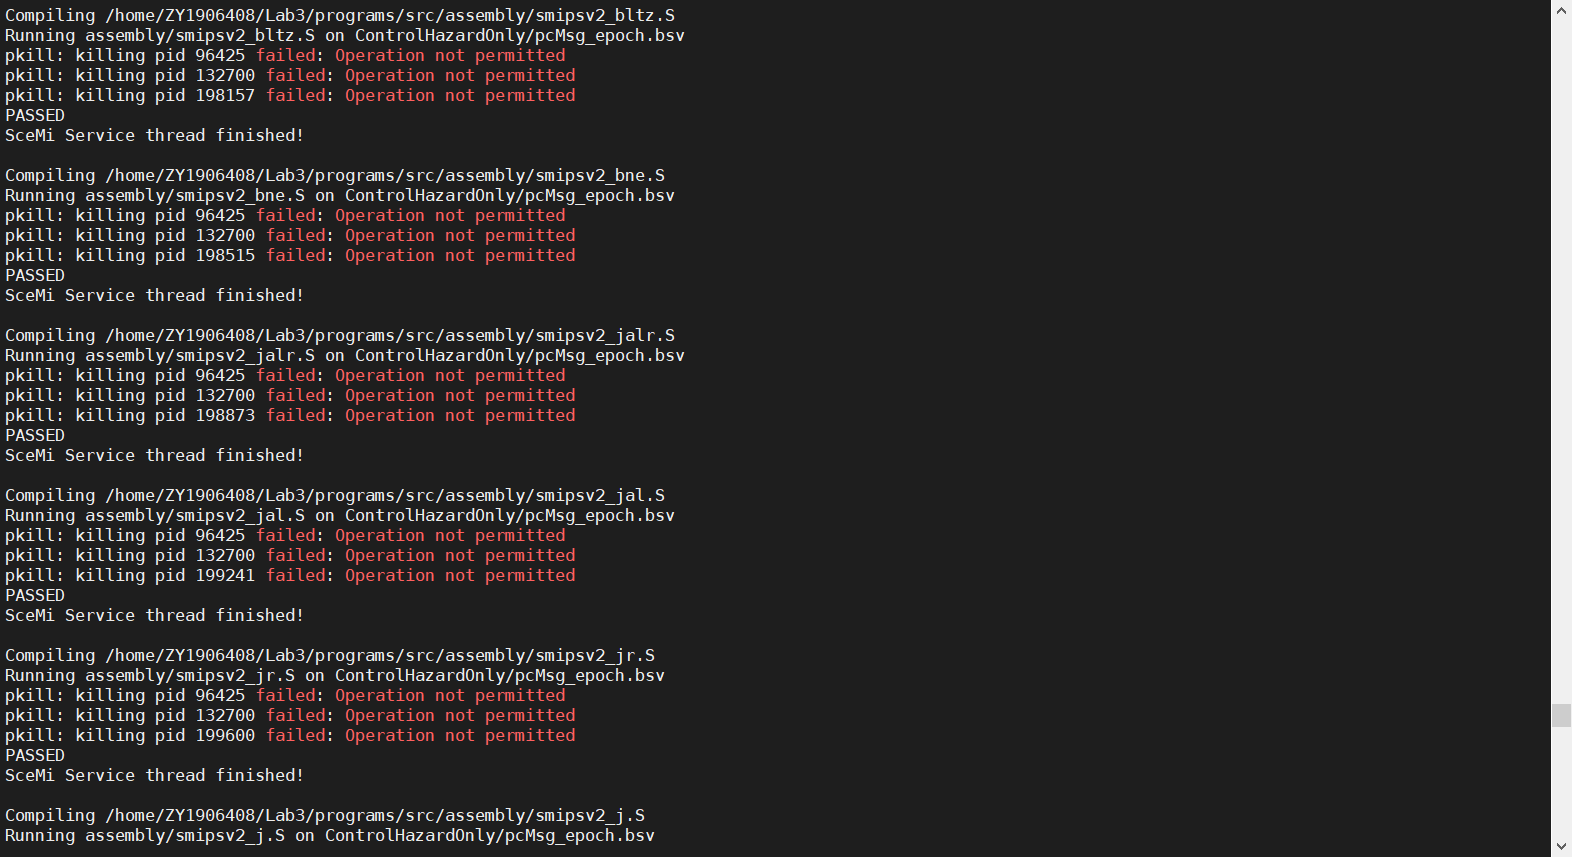 Compiling /home/ZY1906408/Lab3/programs/src/assembly/smipsv2_bltz.S
Running assembly/smipsv2_bltz.S on ControlHazardOnly/pcMsg_epoch.bsv
pkill: killing pid 96425 failed: Operation not permitted
pkill: killing pid 132700 failed: Operation not permitted
pkill: killing pid 198157 failed: Operation not permitted
PASSED
SceMi Service thread finished!

Compiling /home/ZY1906408/Lab3/programs/src/assembly/smipsv2_bne.S
Running assembly/smipsv2_bne.S on ControlHazardOnly/pcMsg_epoch.bsv
pkill: killing pid 96425 failed: Operation not permitted
pkill: killing pid 132700 failed: Operation not permitted
pkill: killing pid 198515 failed: Operation not permitted
PASSED
SceMi Service thread finished!

Compiling /home/ZY1906408/Lab3/programs/src/assembly/smipsv2_jalr.S
Running assembly/smipsv2_jalr.S on ControlHazardOnly/pcMsg_epoch.bsv
pkill: killing pid 96425 failed: Operation not permitted
pkill: killing pid 132700 failed: Operation not permitted
pkill: killing pid 198873 failed: Operation not permitted
PASSED
SceMi Service thread finished!

Compiling /home/ZY1906408/Lab3/programs/src/assembly/smipsv2_jal.S
Running assembly/smipsv2_jal.S on ControlHazardOnly/pcMsg_epoch.bsv
pkill: killing pid 96425 failed: Operation not permitted
pkill: killing pid 132700 failed: Operation not permitted
pkill: killing pid 199241 failed: Operation not permitted
PASSED
SceMi Service thread finished!

Compiling /home/ZY1906408/Lab3/programs/src/assembly/smipsv2_jr.S
Running assembly/smipsv2_jr.S on ControlHazardOnly/pcMsg_epoch.bsv
pkill: killing pid 96425 failed: Operation not permitted
pkill: killing pid 132700 failed: Operation not permitted
pkill: killing pid 199600 failed: Operation not permitted
PASSED
SceMi Service thread finished!

Compiling /home/ZY1906408/Lab3/programs/src/assembly/smipsv2_j.S
Running assembly/smipsv2_j.S on ControlHazardOnly/pcMsg_epoch.bsv